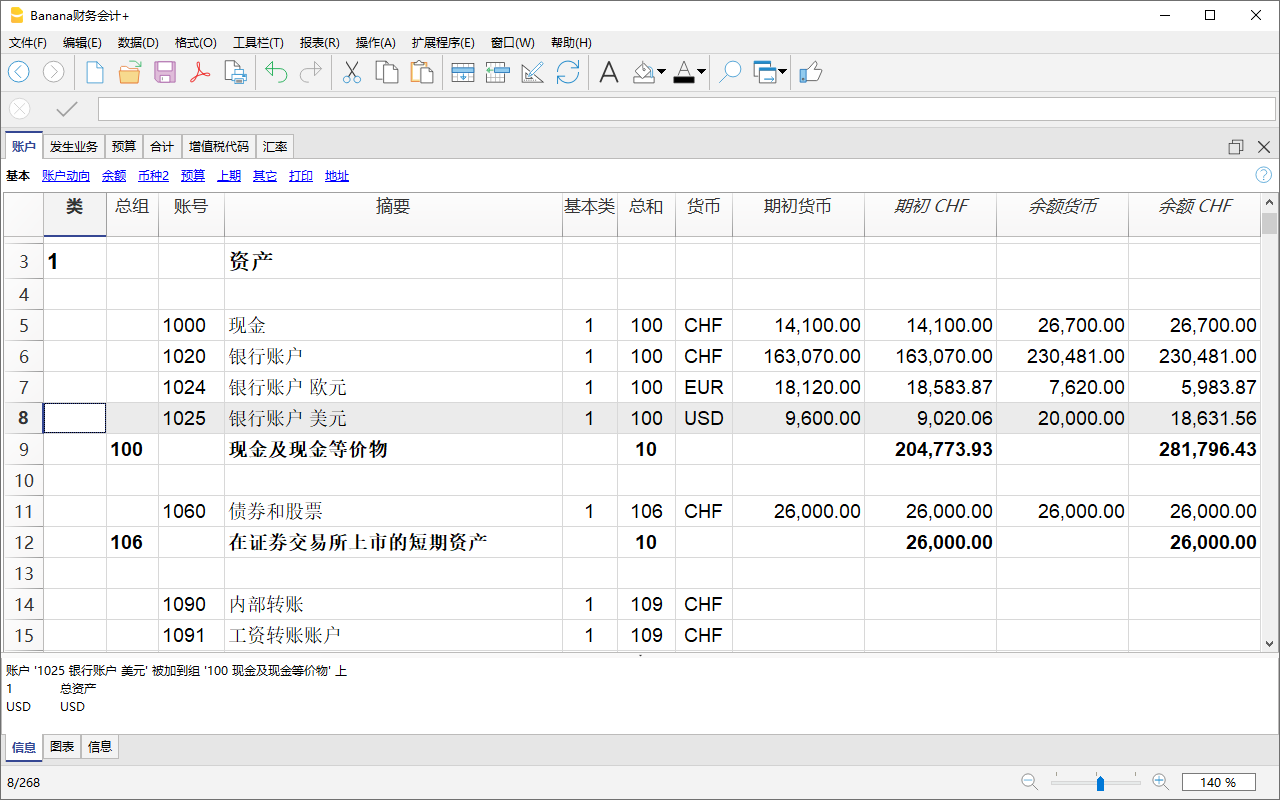 Banana财务会计+
文件(F) 编辑(E) 数据(D) 格式(O) 工具栏(T) 报表(R) 操作(A) 扩展程序(E) 窗口(W) 帮助(H)
账户 发生业务 预算 合计 增值税代码 汇率
基本 账户动向 余额 币种2 预算 上期 其它 打印 地址
类 总组 账号 摘要 基本类 总和 货币 期初货币 期初 CHF 余额货币 余额 CHF
3 1 资产
4
5 1000 现金 1 100 CHF 14,100.00 14,100.00 26,700.00 26,700.00
6 1020 银行账户 1 100 CHF 163,070.00 163,070.00 230,481.00 230,481.00
7 1024 银行账户 欧元 1 100 EUR 18,120.00 18,583.87 7,620.00 5,983.87
8 1025 银行账户 美元 1 100 USD 9,600.00 9,020.06 20,000.00 18,631.56
9 100 现金及现金等价物 10 204,773.93 281,796.43
10
11 1060 债券和股票 1 106 CHF 26,000.00 26,000.00 26,000.00 26,000.00
12 106 在证券交易所上市的短期资产 10 26,000.00 26,000.00
13
14 1090 内部转账 1 109 CHF
15 1091 工资转账账户 1 109 CHF
账户 '1025 银行账户 美元' 被加到组 '100 现金及现金等价物' 上
1 总资产
USD USD
信息 图表 信息
8/268 140 %